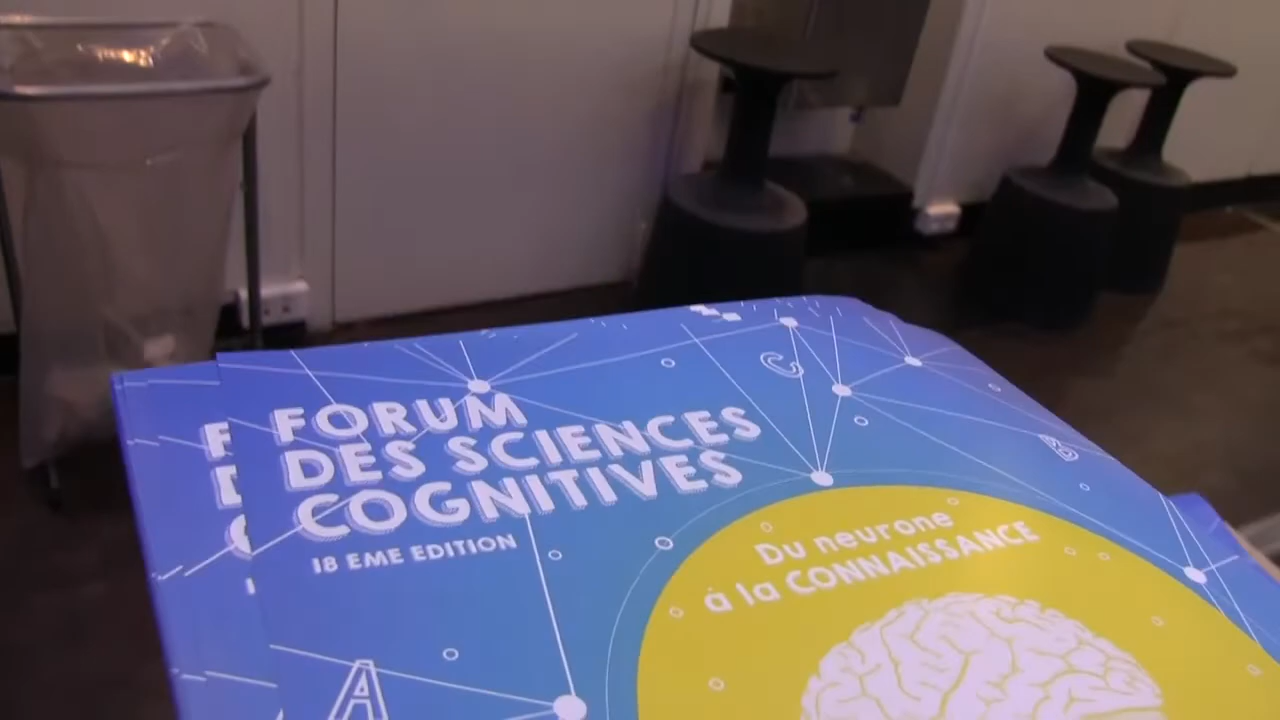 FORUM
DES SCIENCES
COGNITIVES
18 EME EDITION
Du neurone
à la CONNAISSANCE
C
B
A
F
D
C